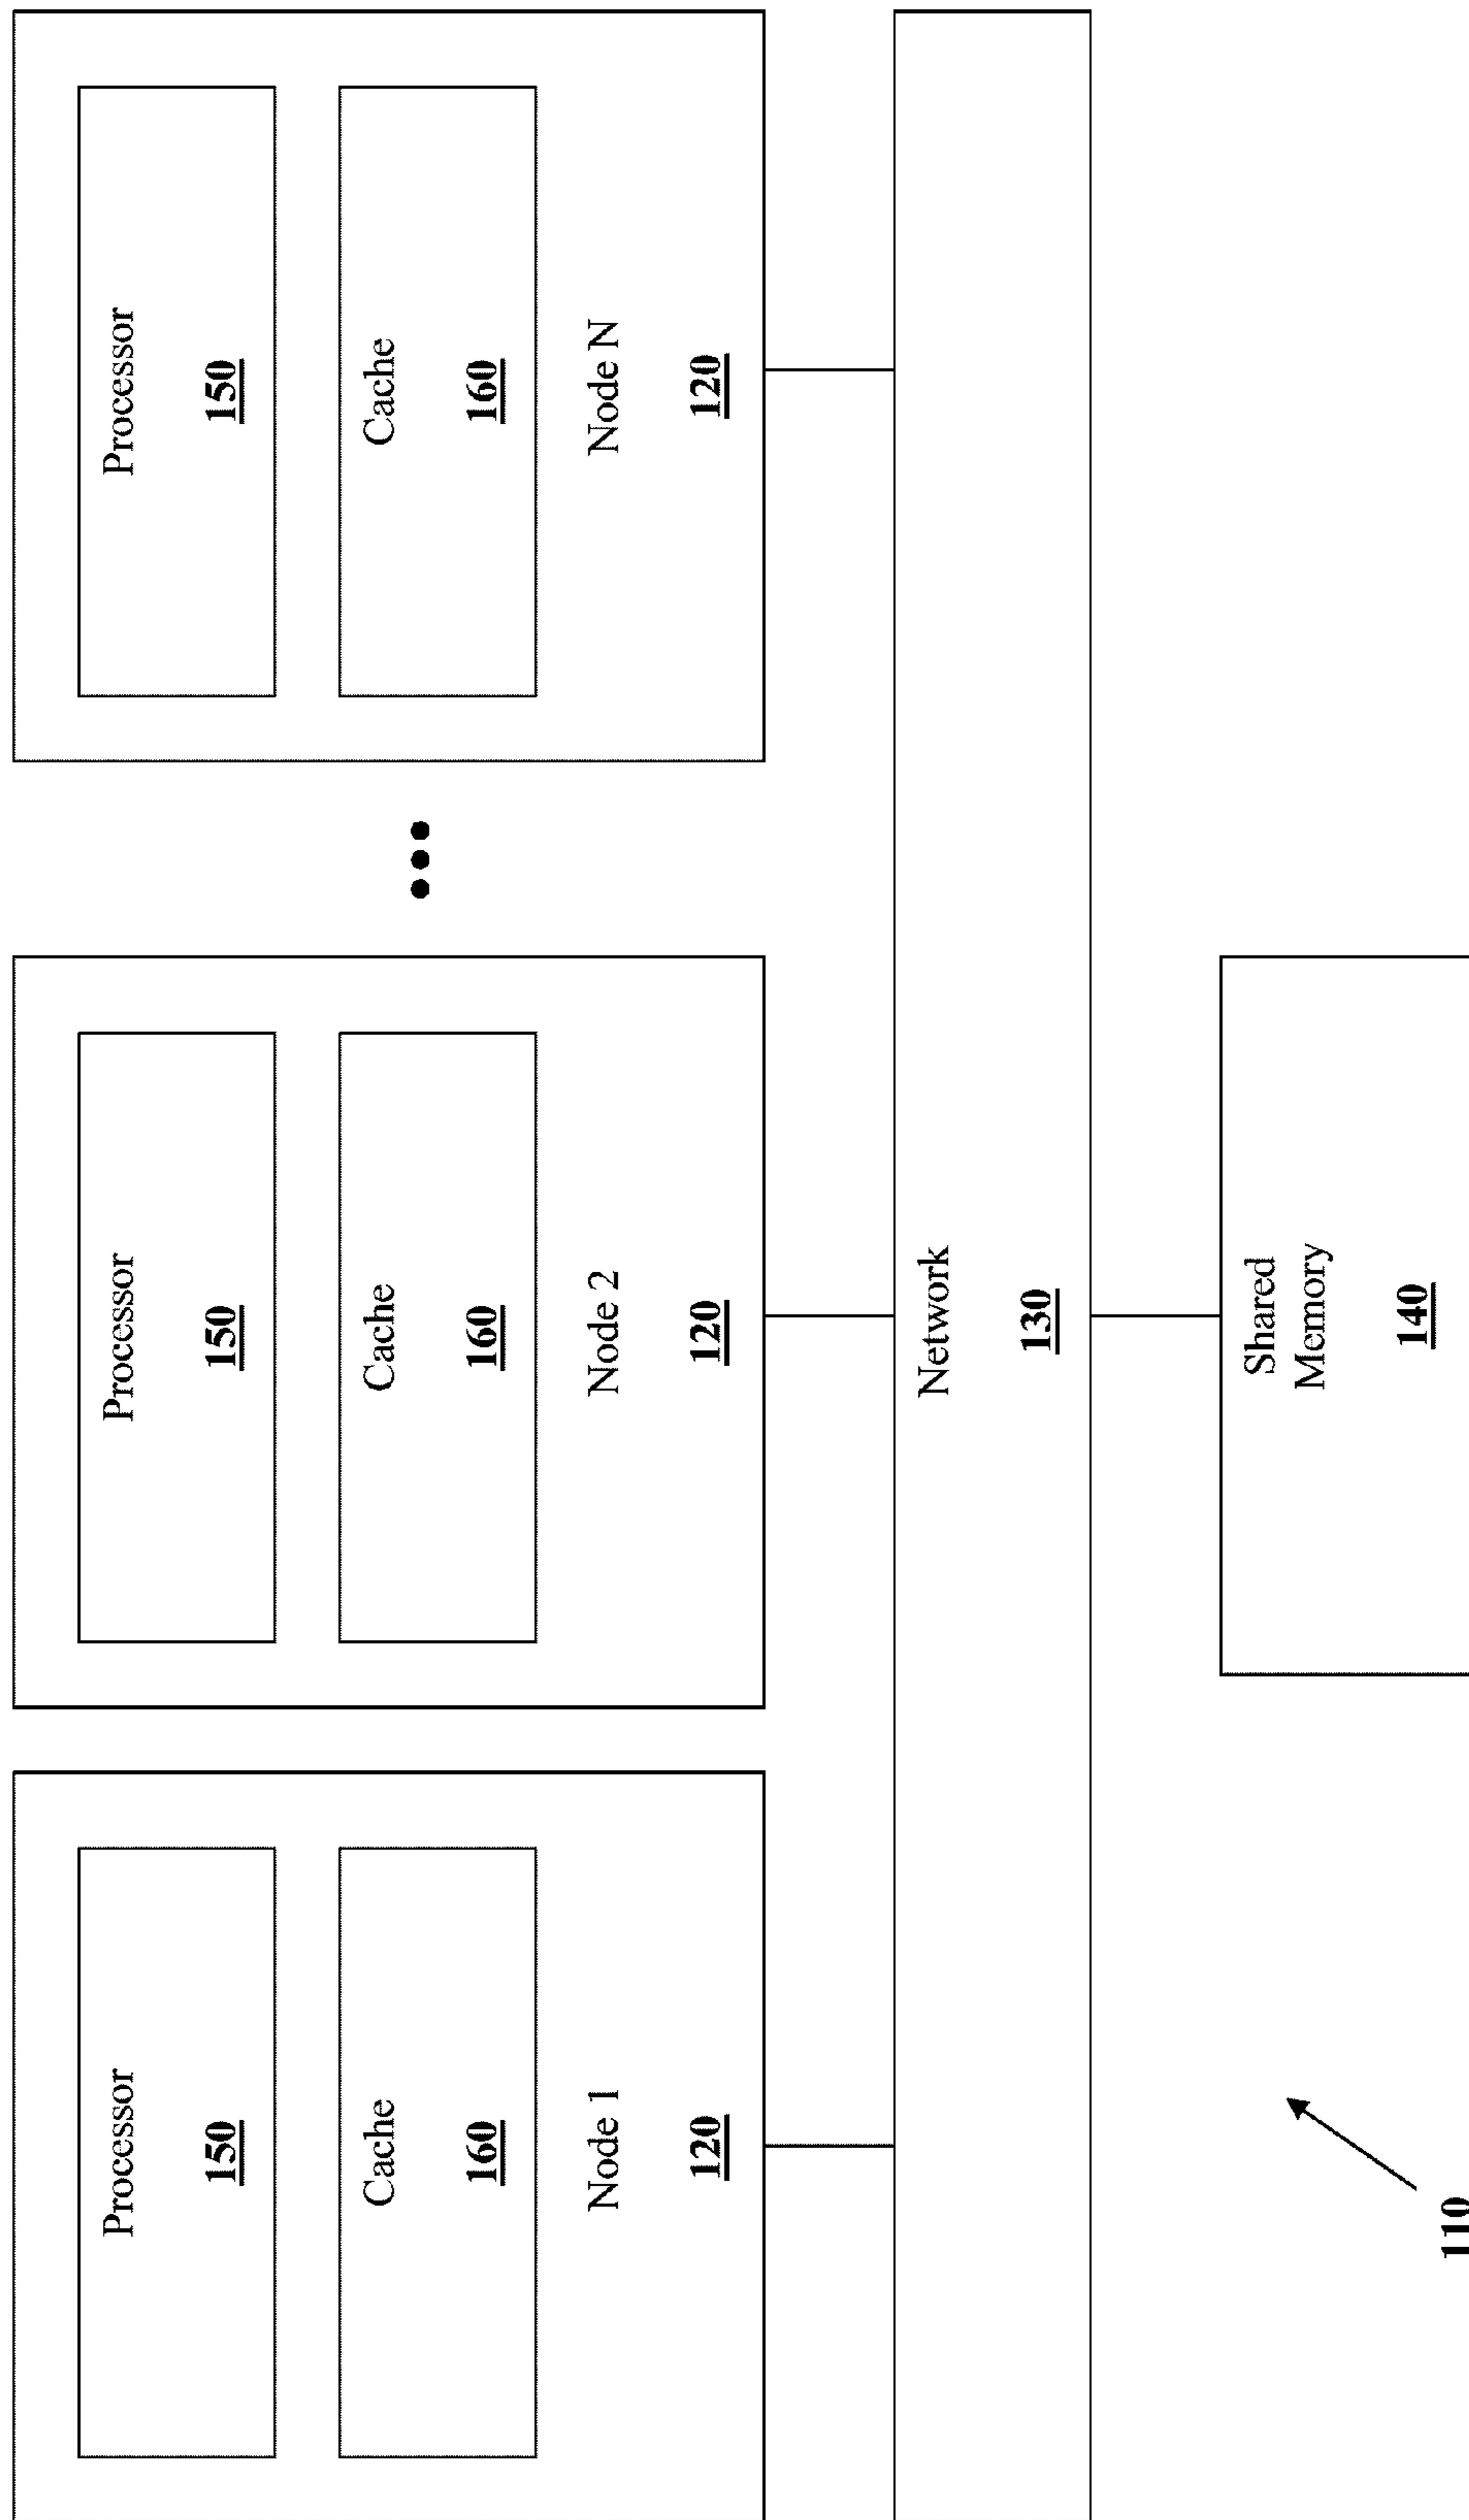 Processor
150
Cache
160
Node 1
120
Processor
150
Cache
160
Node 2
120
Processor
150
Cache
160
Node N
120
Network
130
Shared
Memory
140
110